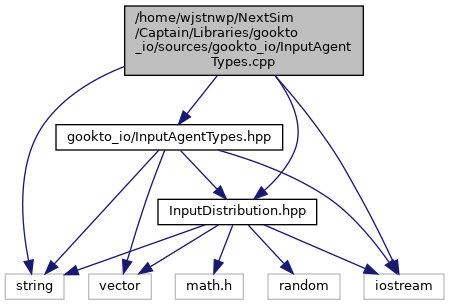 /home/wjstnwp/NextSim
/Captain/Libraries/gookto
_io/sources/gookto_io/InputAgent
Types.cpp
gookto_io/InputAgentTypes.hpp
InputDistribution.hpp
string
vector
math.h
random
iostream